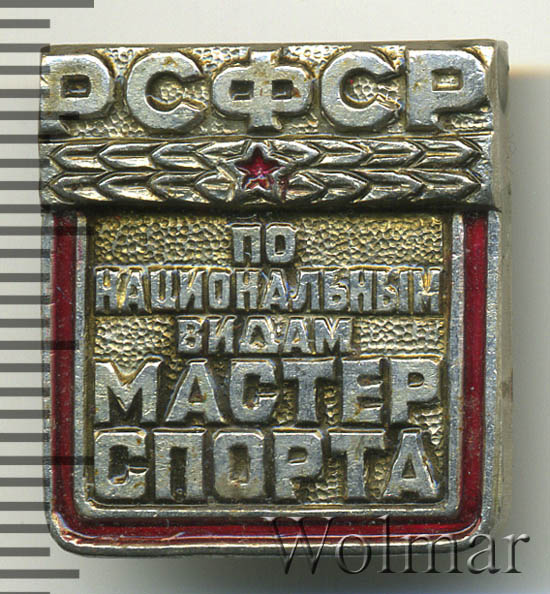 РСФСР
ПО
НАЦИОНАЛЬНЫМ
ВИДАМ
МАСТЕР
СПОРТА
Wolmar